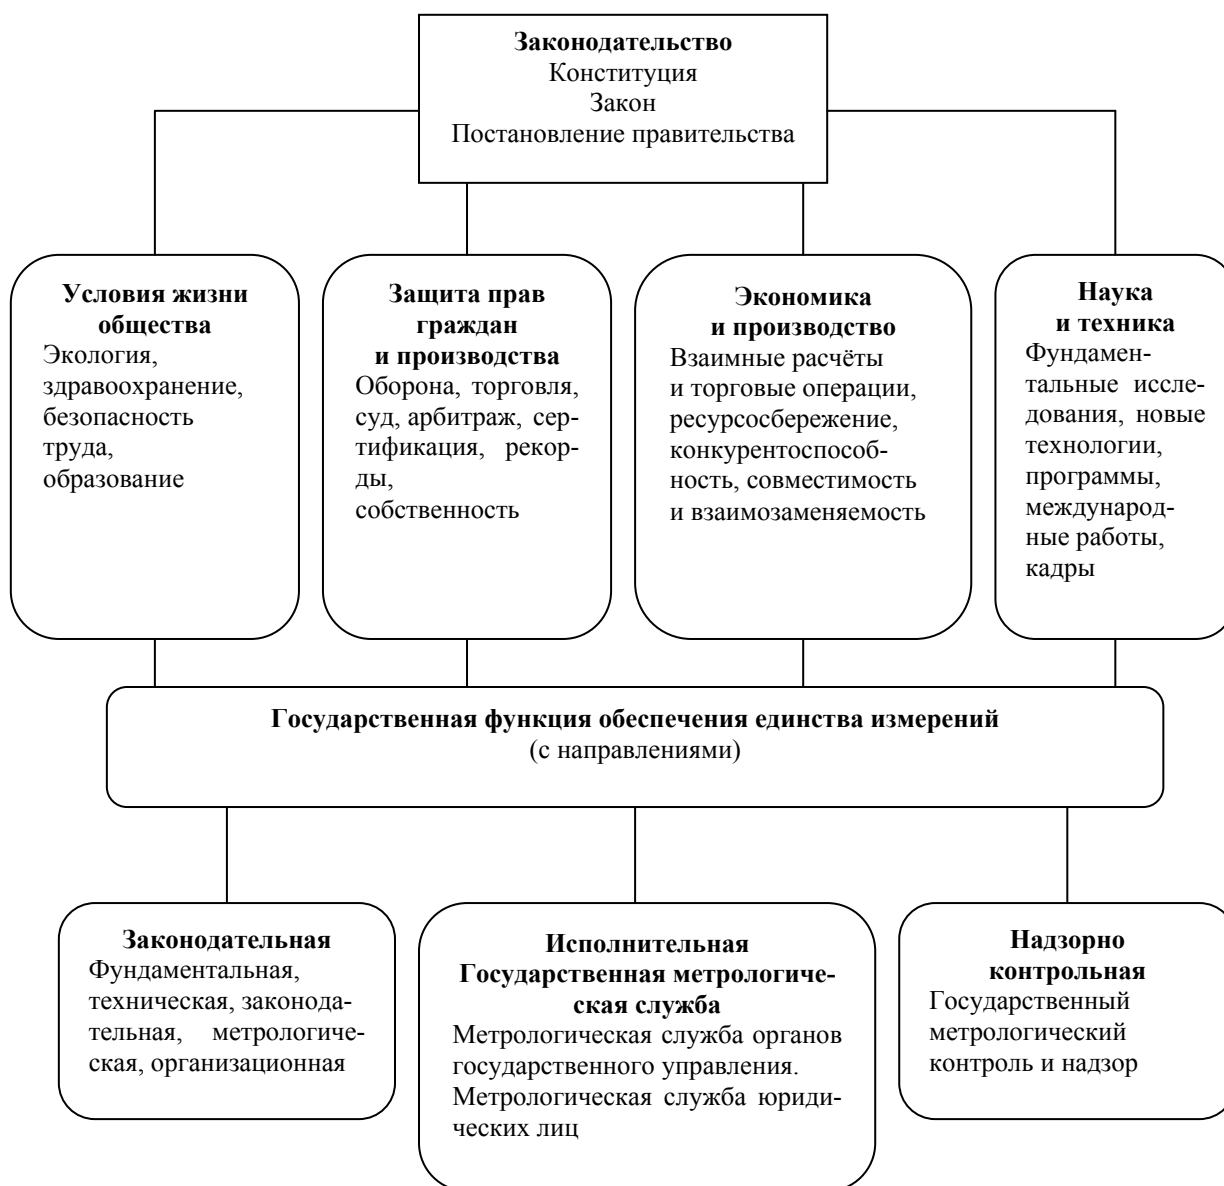 Законодательство
Конституция
Закон
Постановление правительства
Условия жизни
общества
Экология,
здравоохранение,
безопасность
труда,
образование
Защита прав
граждан
и производства
Оборона, торговля,
суд, арбитраж, сер-
тификация, рекор-
ды,
собственность
Экономика
и производство
Взаимные расчёты
и торговые операции,
ресурсосбережение,
конкурентоспособ-
ность, совместимость
и взаимозаменяемость
Наука
и техника
Фундамен-
тальные иссле-
дования, новые
технологии,
программы,
международ-
ные работы,
кадры
Государственная функция обеспечения единства измерений
(с направлениями)
Законодательная
Фундаментальная,
техническая, законода-
тельная, метрологиче-
ская, организационная
Исполнительная
Государственная метрологиче-
ская служба
Метрологическая служба органов
государственного управления.
Метрологическая служба юриди-
ческих лиц
Надзорно
контрольная
Государственный
метрологический
контроль и надзор